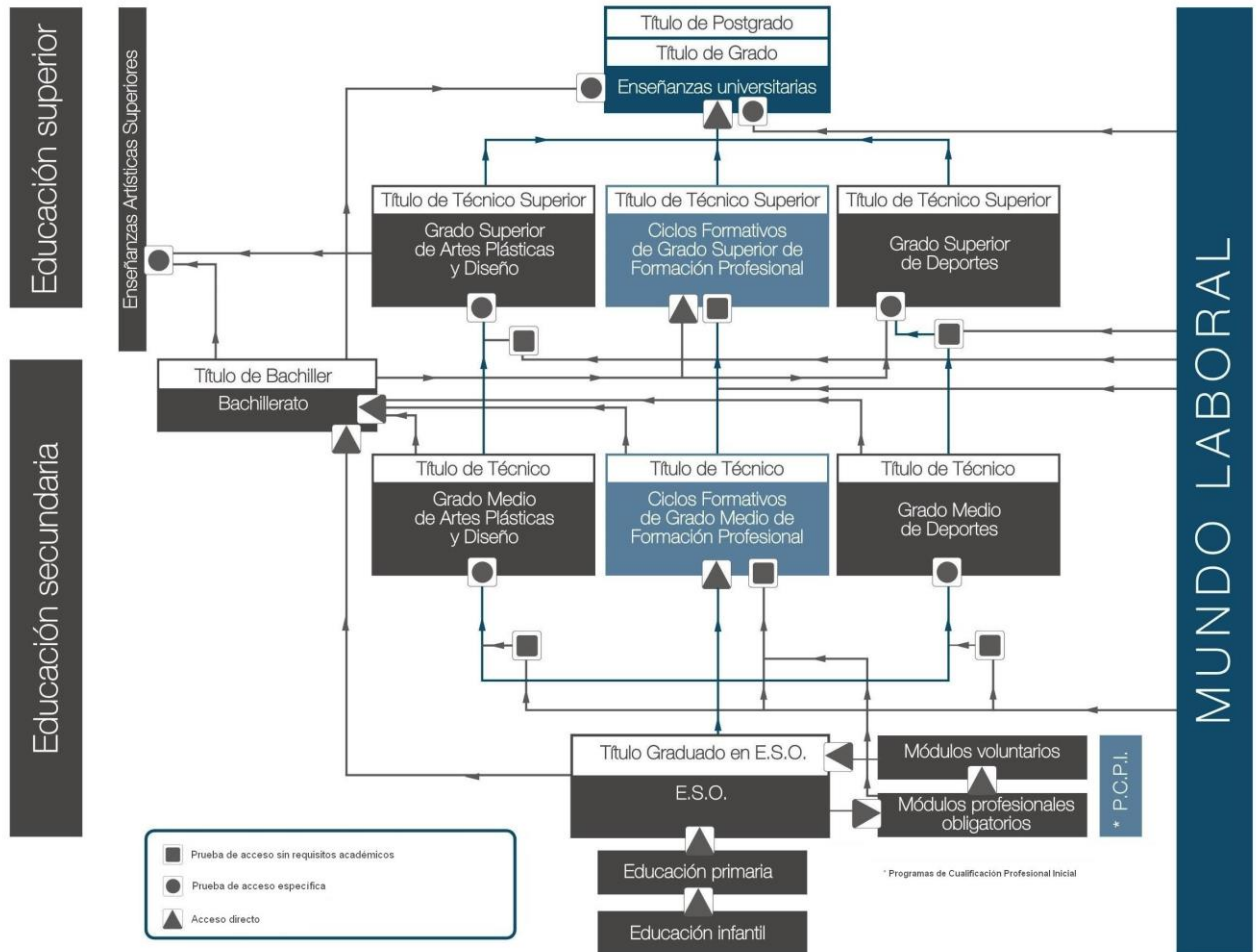 Educación superior
Enseñanzas Artísticas Superiores
Título de Postgrado
Título de Grado
Enseñanzas universitarias
Título de Técnico Superior
Grado Superior
de Artes Plásticas
y Diseño
Título de Técnico Superior
Ciclos Formativos
de Grado Superior de
Formación Profesional
Título de Técnico Superior
Grado Superior
de Deportes
MUNDO LABORAL
Educación secundaria
Título de Bachiller
Bachillerato
Título de Técnico
Grado Medio
de Artes Plásticas
y Diseño
Título de Técnico
Ciclos Formativos
de Grado Medio de
Formación Profesional
Título de Técnico
Grado Medio
de Deportes
Título Graduado en E.S.O.
E.S.O.
Módulos voluntarios
Módulos profesionales
obligatorios
* P.C.P.I.
Educación primaria
Educación infantil
* Programas de Cualificación Profesional Inicial
Prueba de acceso sin requisitos académicos
Prueba de acceso específica
Acceso directo